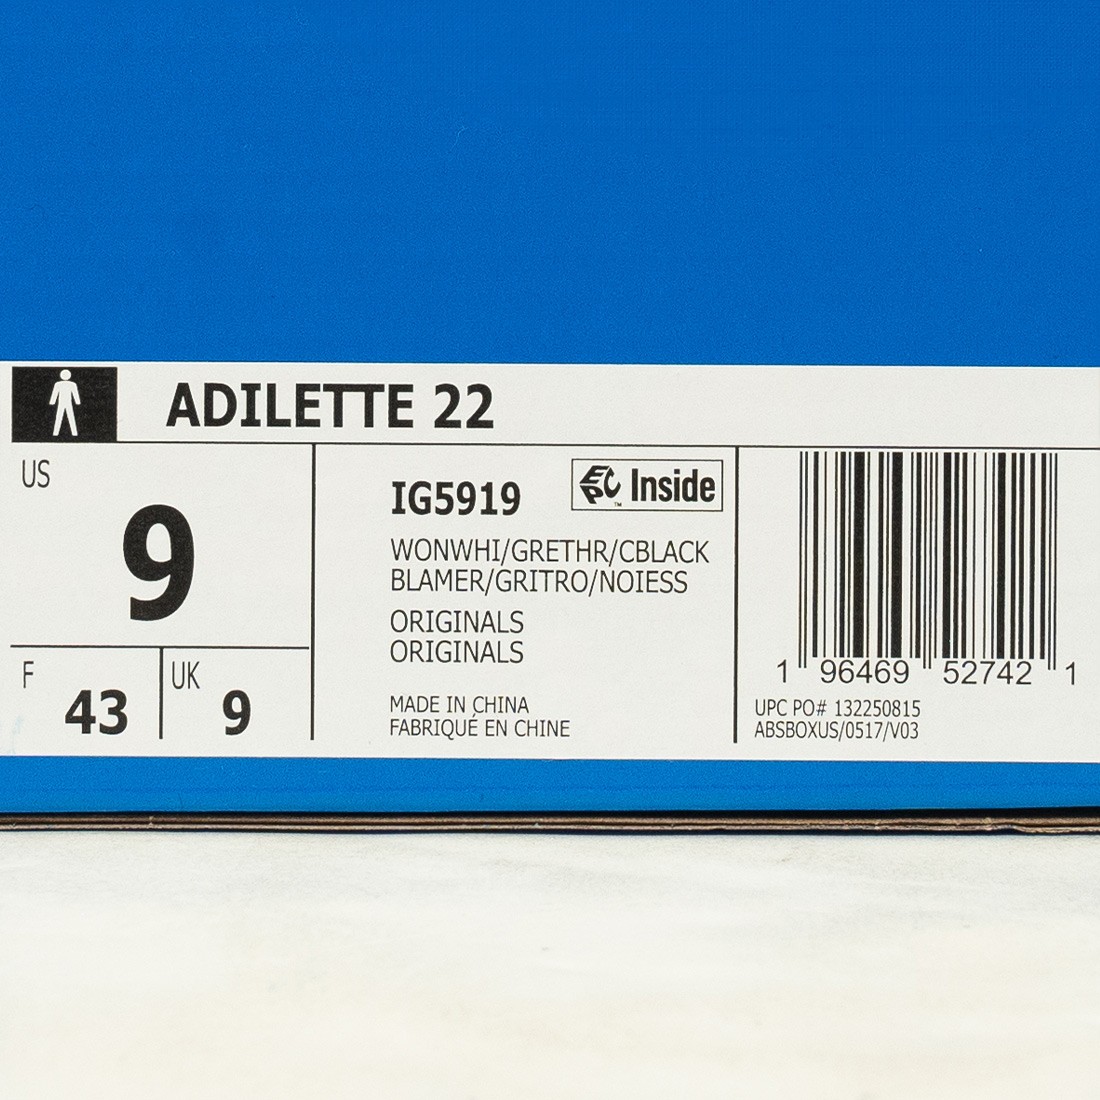 ADILETTE 22
US
9
F
43
UK
9
IG5919
EPC Inside
™
WONWHI/GRETHR/CBLACK
BLAMER/GRITRO/NOIESS
ORIGINALS
ORIGINALS
MADE IN CHINA
FABRIQUÉ EN CHINE
1 96469 52742 1
UPC PO# 132250815
ABSBOXUS/0517/V03